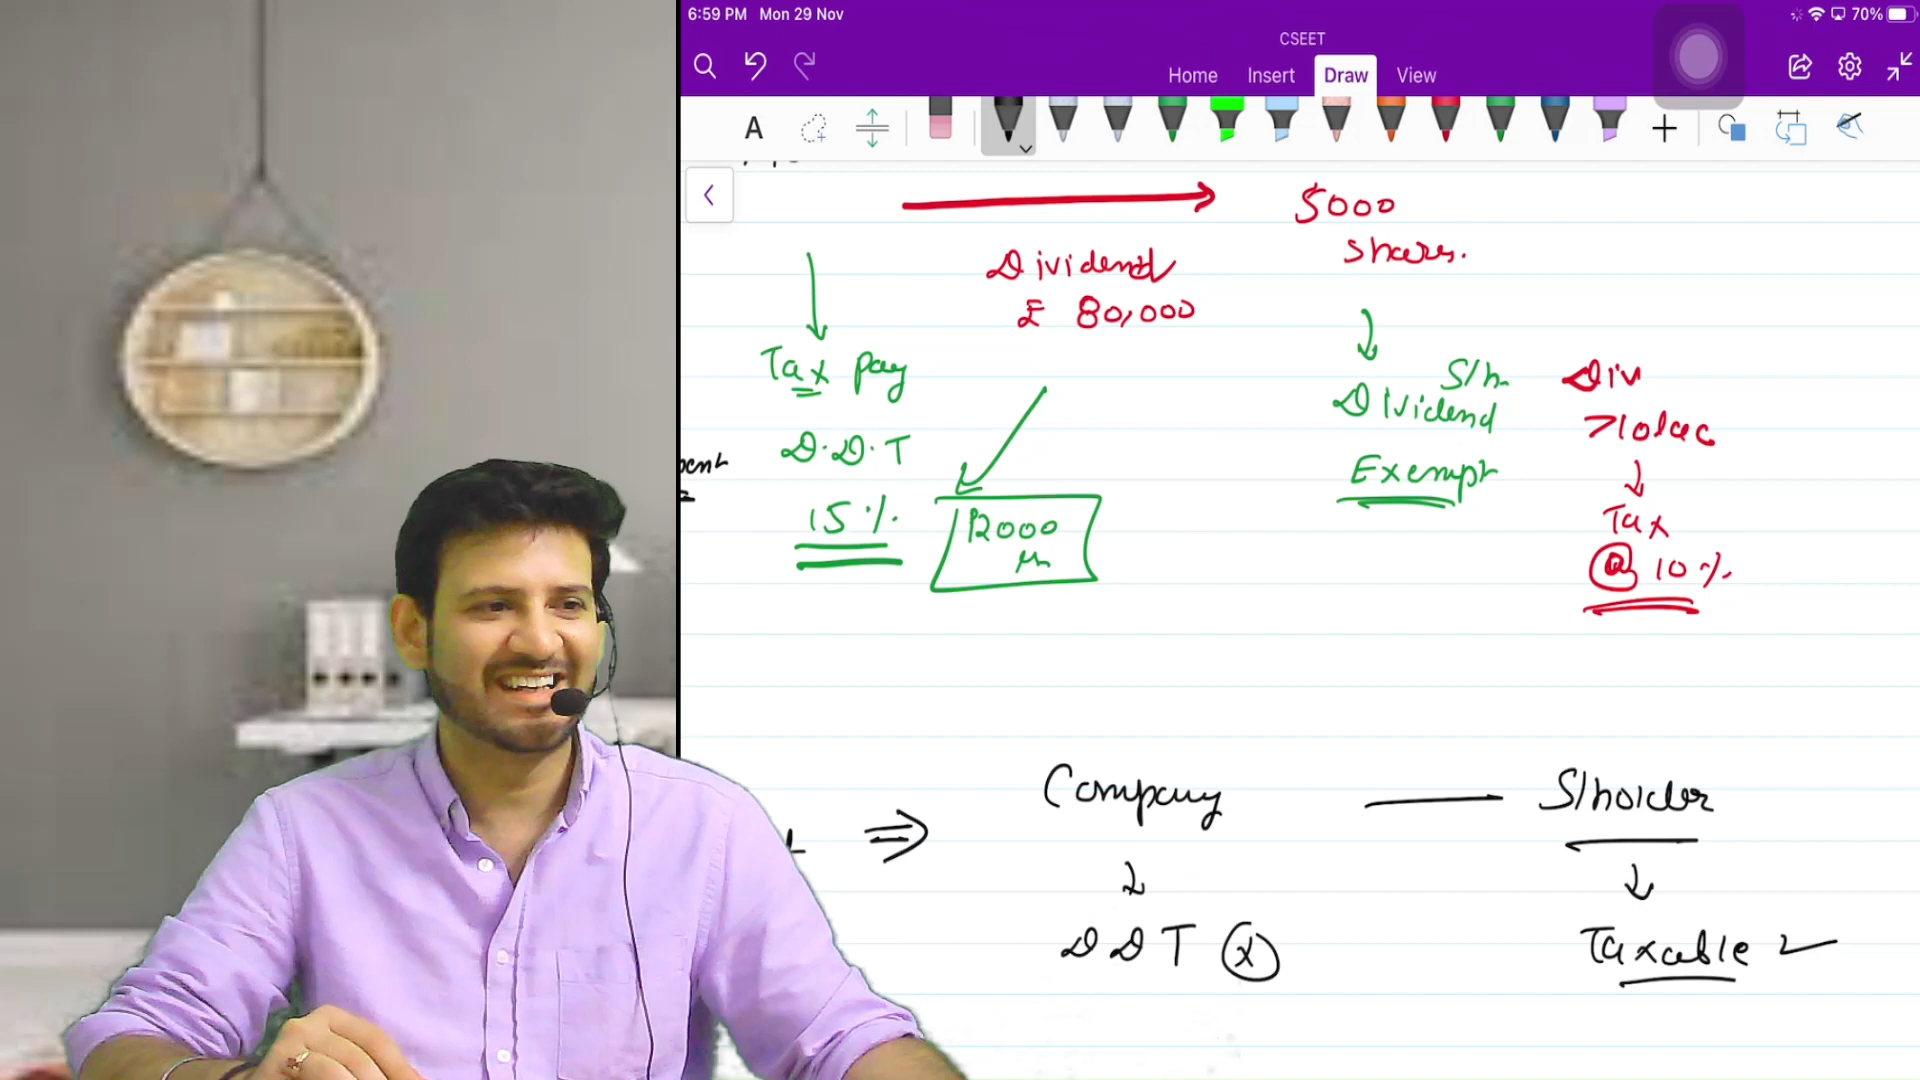 6:59 PM Mon 29 Nov
70%
CSEET
Home Insert Draw View
A
5000
shares.
Dividend
₤ 80,000
Tax pay
D.D.T
15%
12000
S/h.
Dividend
Exempt
Div
>10lac
Tax
@ 10%
Company — S/holder
DDT (x)
Taxable ✓